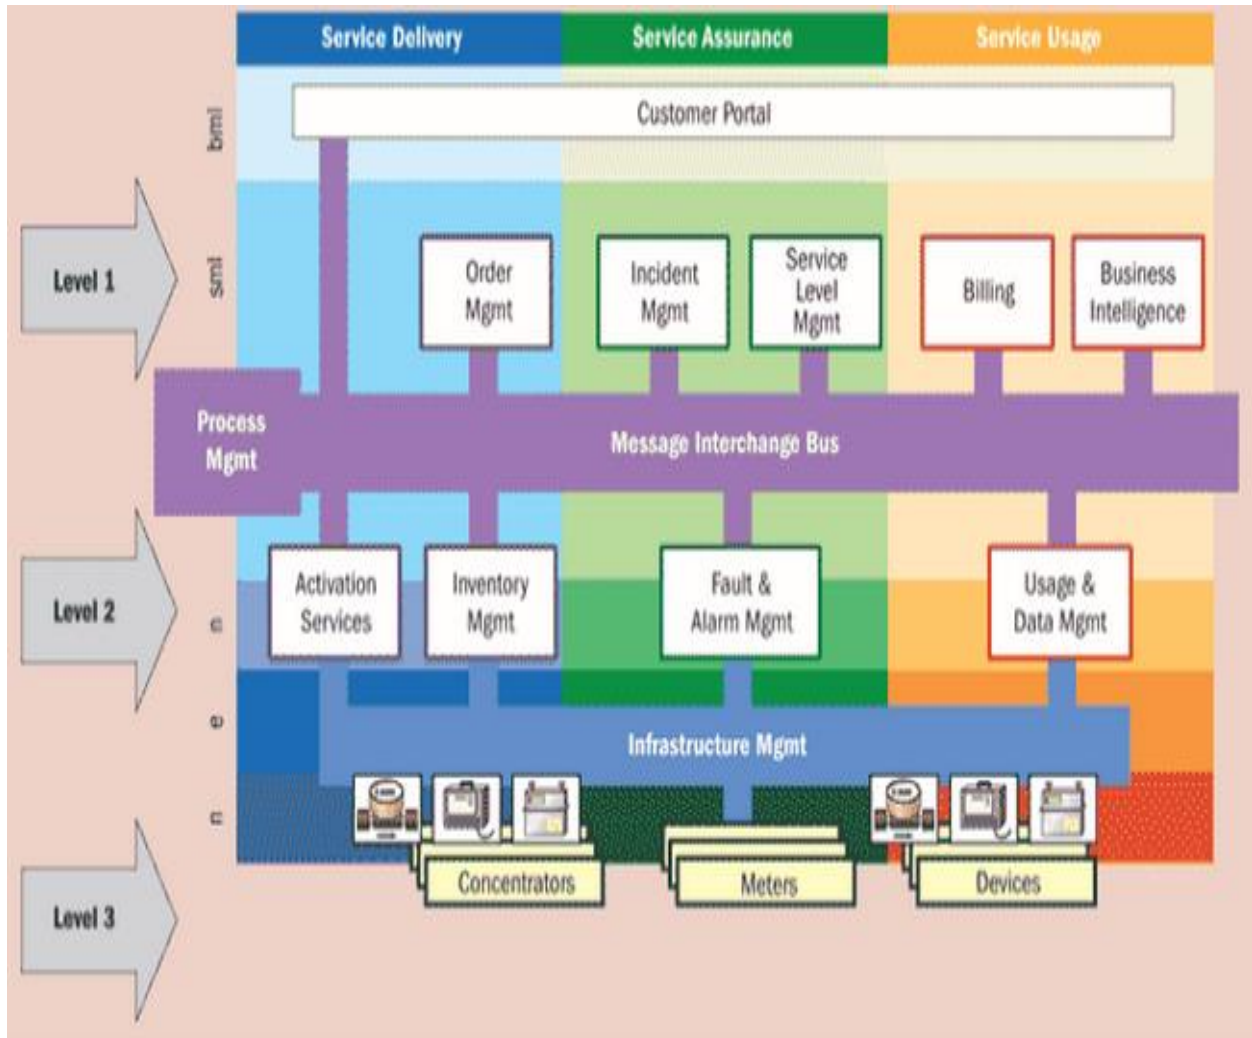 Service Delivery
Service Assurance
Service Usage
bml
Customer Portal
Level 1
sml
Order
Mgmt
Incident
Mgmt
Service
Level
Mgmt
Billing
Business
Intelligence
Process
Mgmt
Message Interchange Bus
Level 2
Activation
Services
Inventory
Mgmt
Fault &
Alarm Mgmt
Usage &
Data Mgmt
n
e
Infrastructure Mgmt
n
Level 3
Concentrators
Meters
Devices